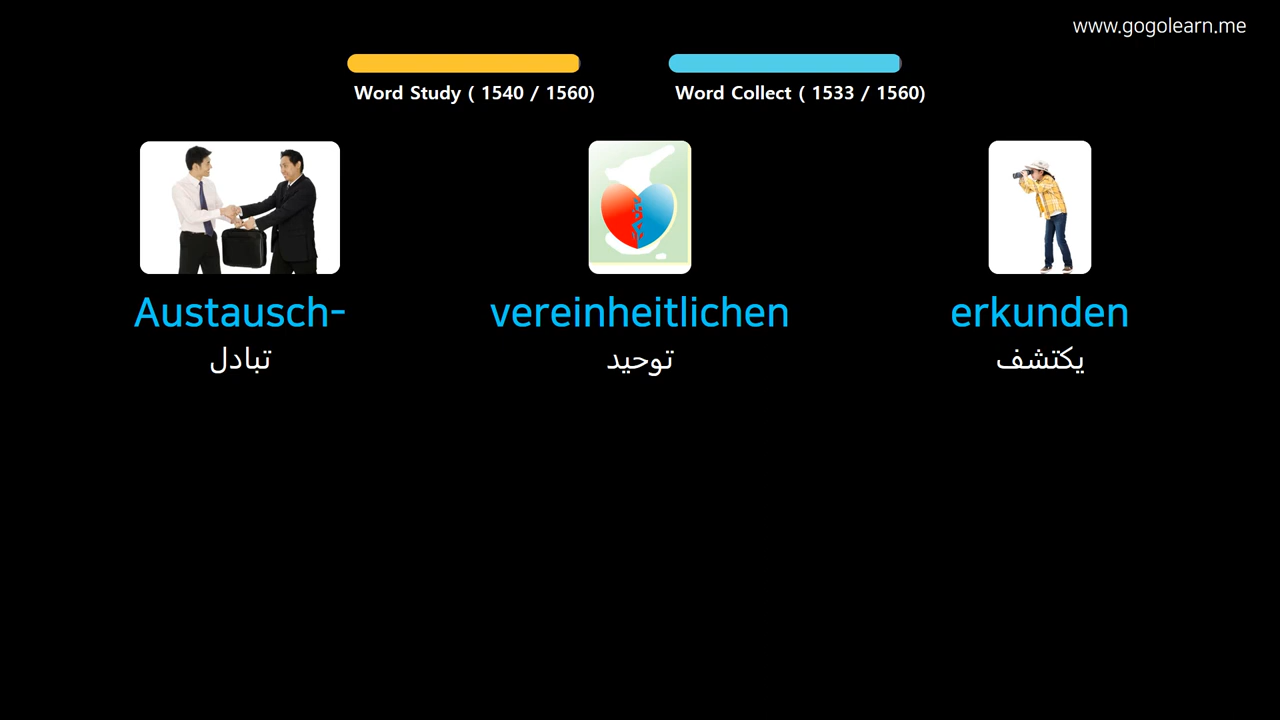 www.gogolearn.me
Word Study ( 1540 / 1560)
Word Collect ( 1533 / 1560)
Austausch-
تبادل
vereinheitlichen
توحيد
erkunden
يكتشف